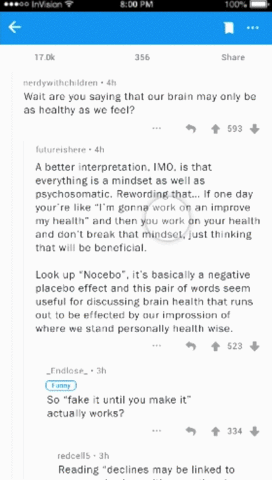 InVision
8:00 PM
100%
17.0k
356
Share
nerdywithchildren • 4h
Wait are you saying that our brain may only be
as healthy as we feel?
593
futureishere • 4h
A better interpretation, IMO, is that
everything is a mindset as well as
psychosomatic. Rewording that... If one day
your're like "I'm gonna work on an improve
my health" and then you work on your health
and don't break that mindset, just thinking
that will be beneficial.
Look up "Nocebo", it's basically a negative
placebo effect and this pair of words seem
useful for discussing brain health that runs
out to be effected by our improssion of
where we stand personally health wise.
523
_Endlose_ • 3h
Funny
So "fake it until you make it"
actually works?
334
redcell5 • 3h
Reading "declines may be linked to